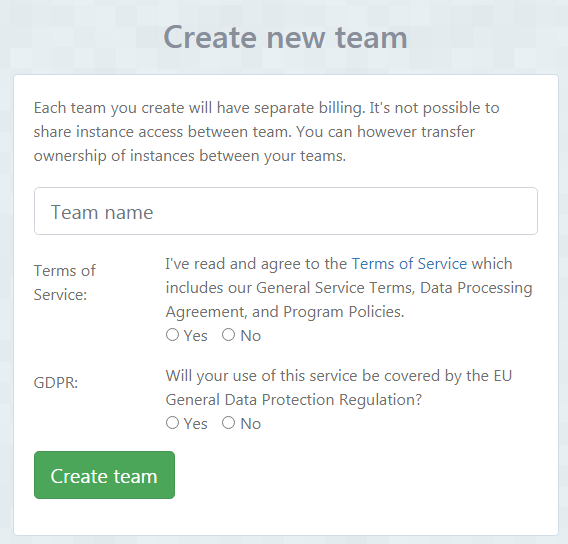 Create new team
Each team you create will have separate billing. It's not possible to
share instance access between team. You can however transfer
ownership of instances between your teams.
Team name
Terms of
Service:
I've read and agree to the Terms of Service which
includes our General Service Terms, Data Processing
Agreement, and Program Policies.
Yes No
GDPR:
Will your use of this service be covered by the EU
General Data Protection Regulation?
Yes No
Create team